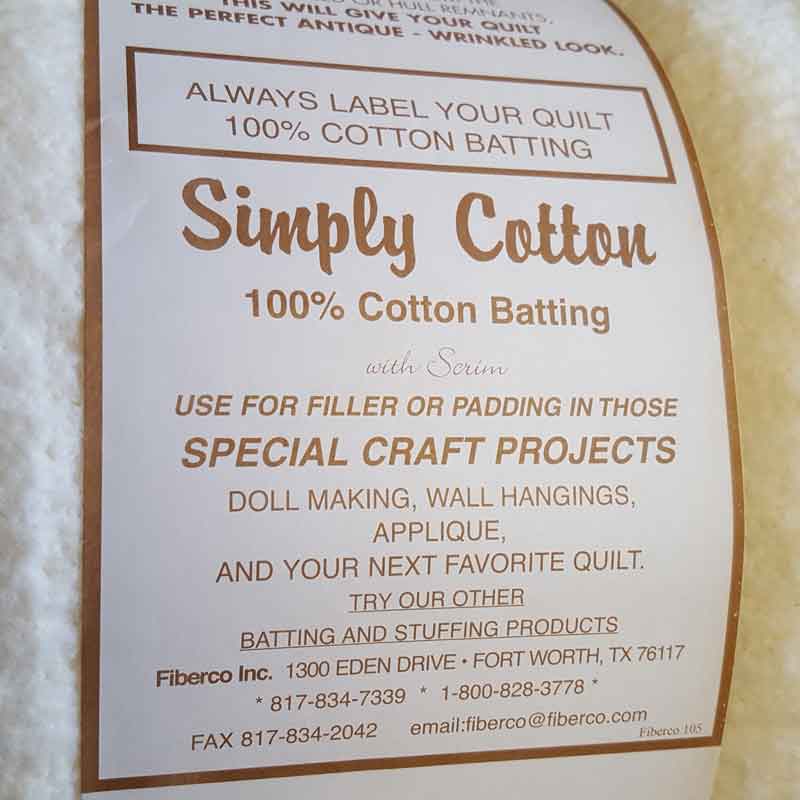 OR HULL REMNANTS.
THIS WILL GIVE YOUR QUILT
THE PERFECT ANTIQUE - WRINKLED LOOK.
ALWAYS LABEL YOUR QUILT
100% COTTON BATTING
Simply Cotton
100% Cotton Batting
with Scrim
USE FOR FILLER OR PADDING IN THOSE
SPECIAL CRAFT PROJECTS
DOLL MAKING, WALL HANGINGS,
APPLIQUE,
AND YOUR NEXT FAVORITE QUILT.
TRY OUR OTHER
BATTING AND STUFFING PRODUCTS
Fiberco Inc. 1300 EDEN DRIVE • FORT WORTH, TX 76117
* 817-834-7339 * 1-800-828-3778 *
FAX 817-834-2042 email:fiberco@fiberco.com
Fiberco 105